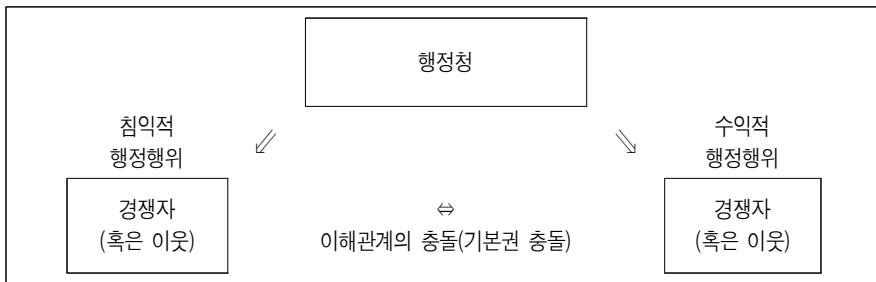 행정청
침익적
행정행위
⇙
⇘
수익적
행정행위
경쟁자
(혹은 이웃)
⇔
이해관계의 충돌(기본권 충돌)
경쟁자
(혹은 이웃)